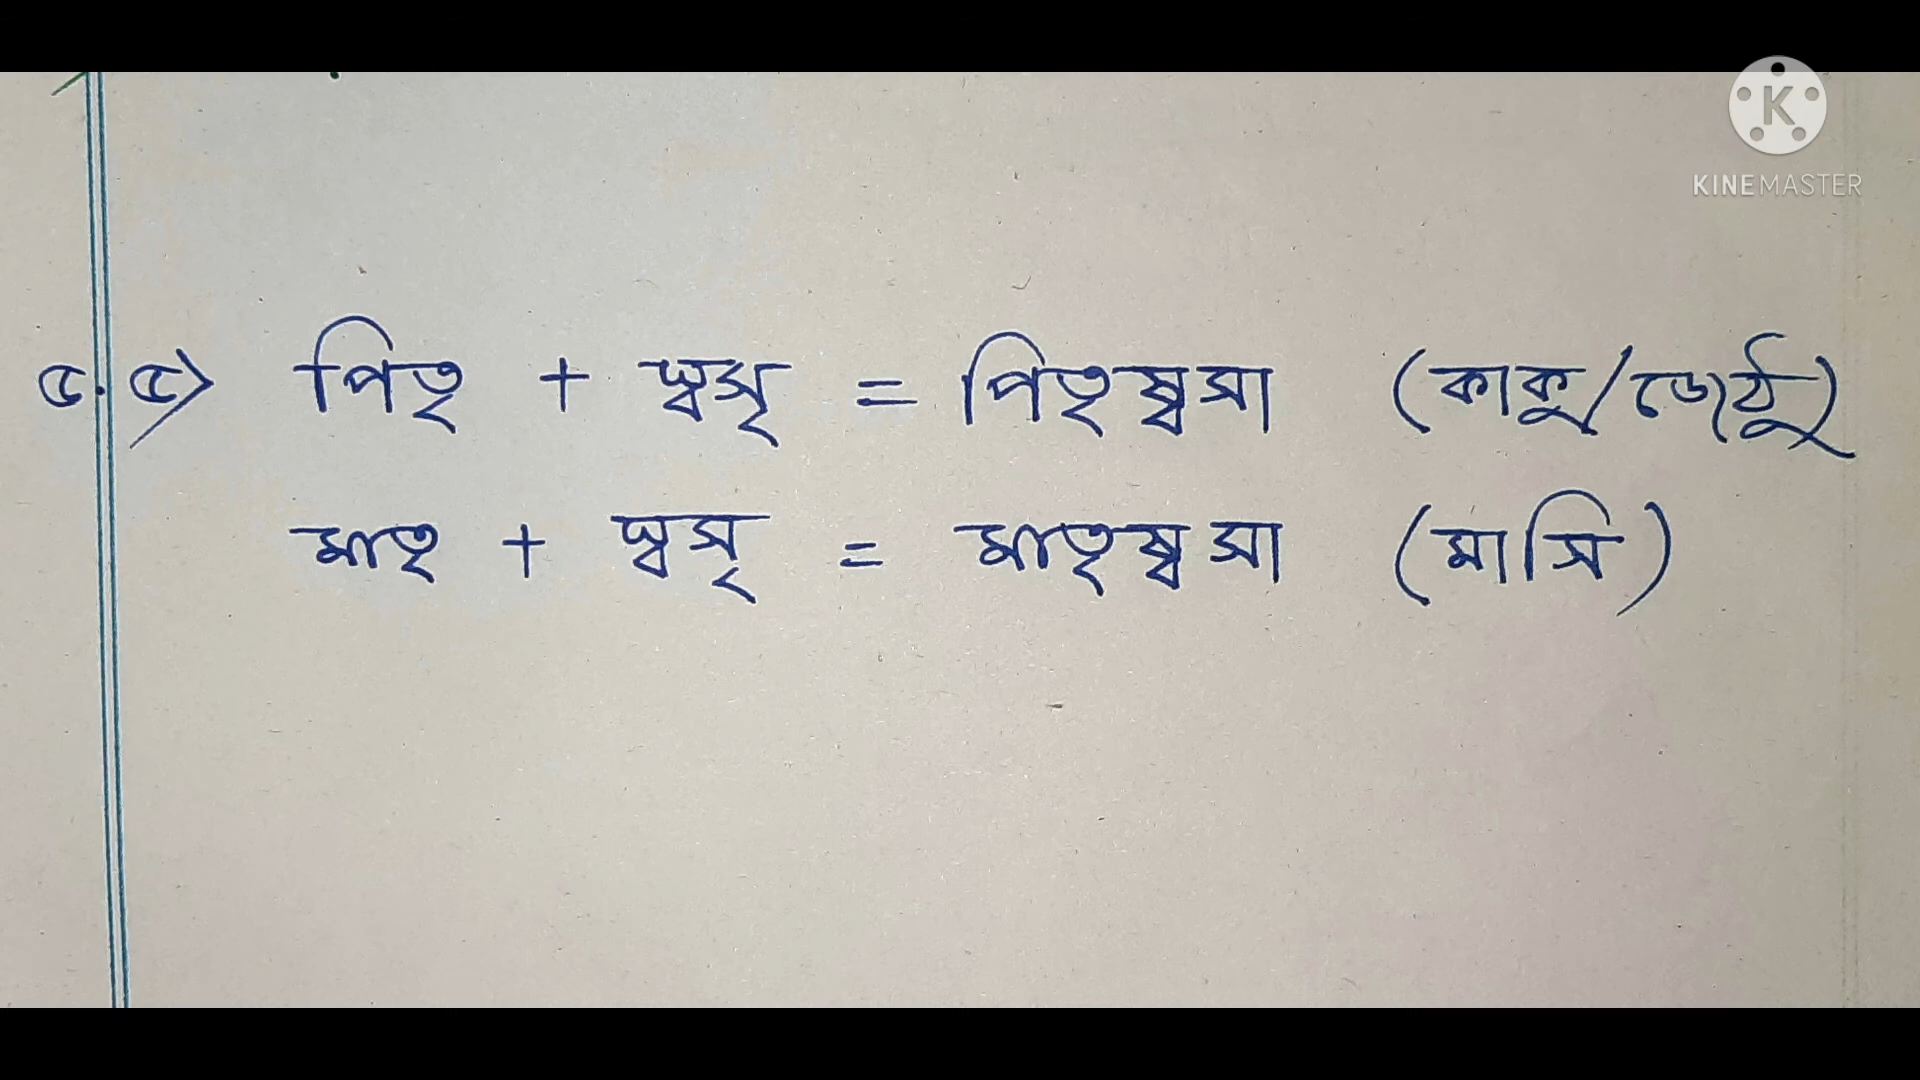 KINEMASTER
৫.৫> পিতৃ + স্বসৃ = পিতৃষ্বসা (কাকু/জেঠু)
মাতৃ + স্বসৃ = মাতৃষ্বসা (মাসি)